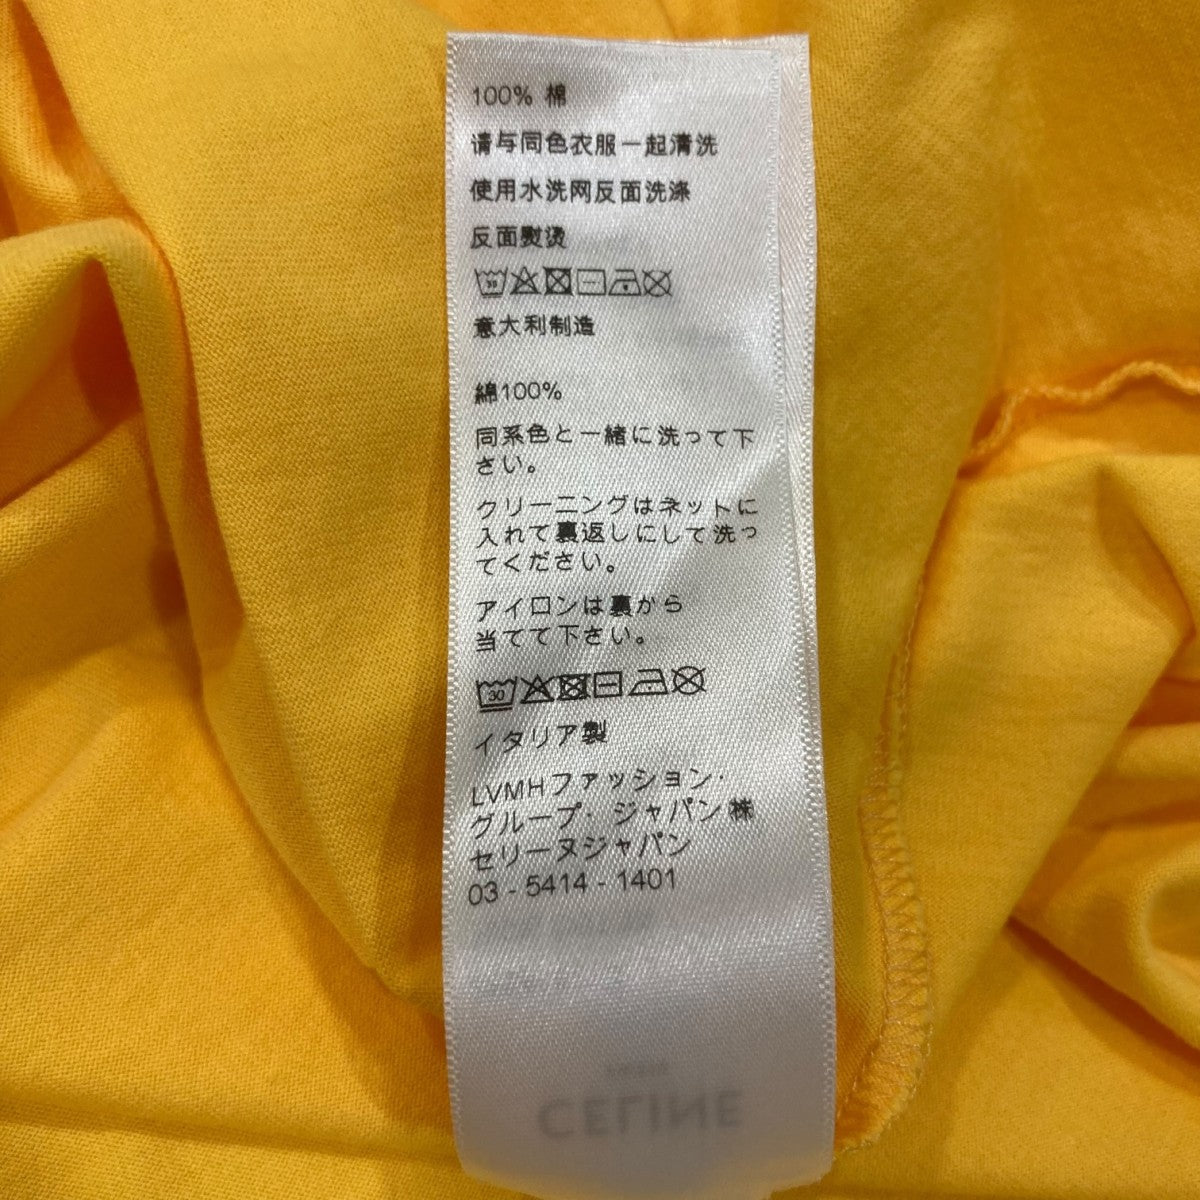 100% 棉
请与同色衣服一起清洗
使用水洗网反面洗涤
反面熨烫
30
意大利制造
綿100%
同系色と一緒に洗って下
さい。
クリーニングはネットに
入れて裏返しにして洗っ
てください。
アイロンは裏から
当てて下さい。
30
イタリア製
LVMHファッション・
グループ・ジャパン㈱
セリーヌジャパン
03 - 5414 - 1401
CELINE